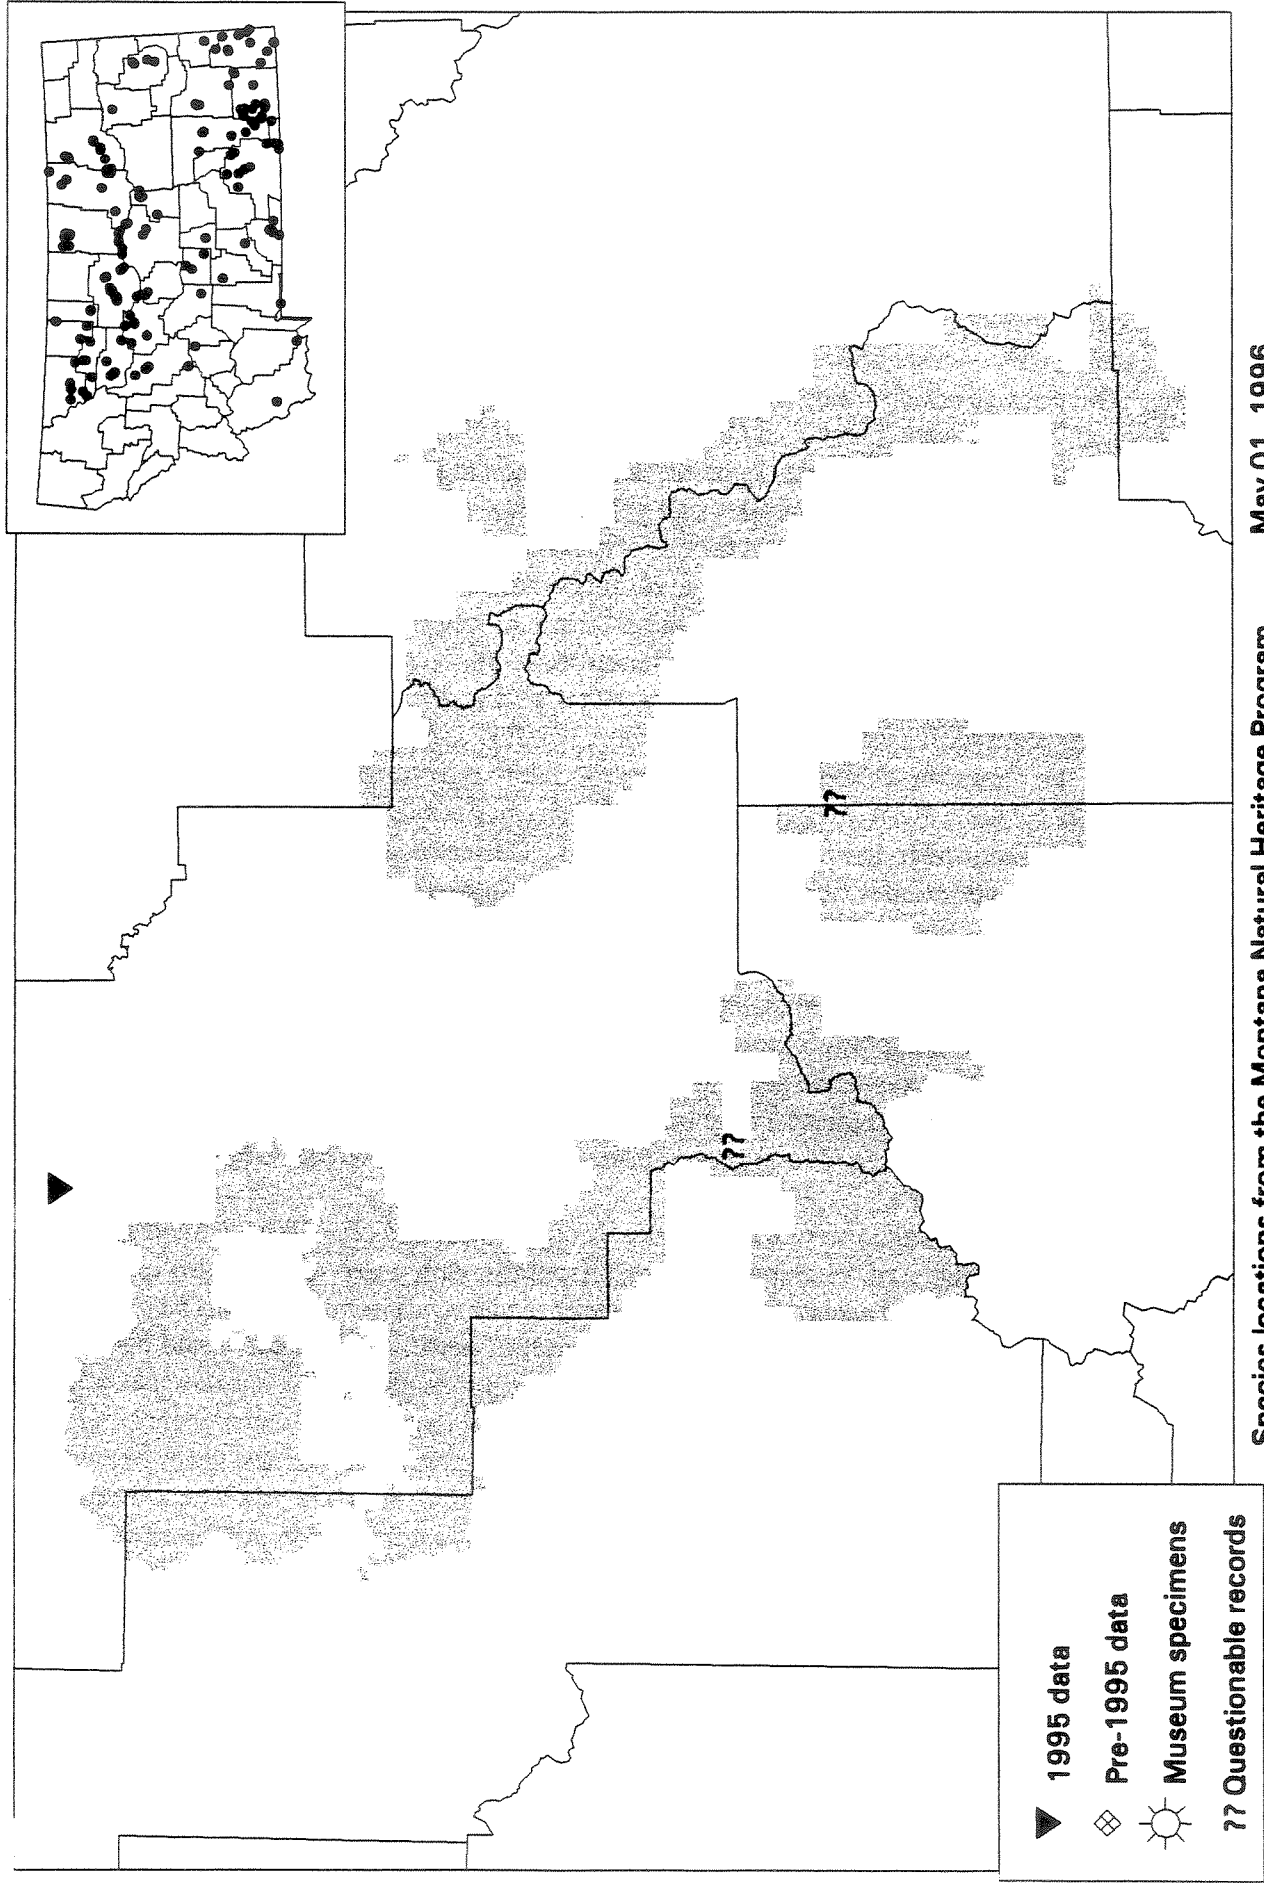 ??
??
1995 data
Pre-1995 data
Museum specimens
?? Questionable records
Species locations from the Montana Natural Heritage Program May 01, 1996